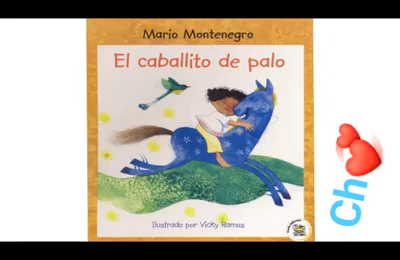 Mario Montenegro
El caballito de palo
Ilustrado por Vicky Ramos
Ch